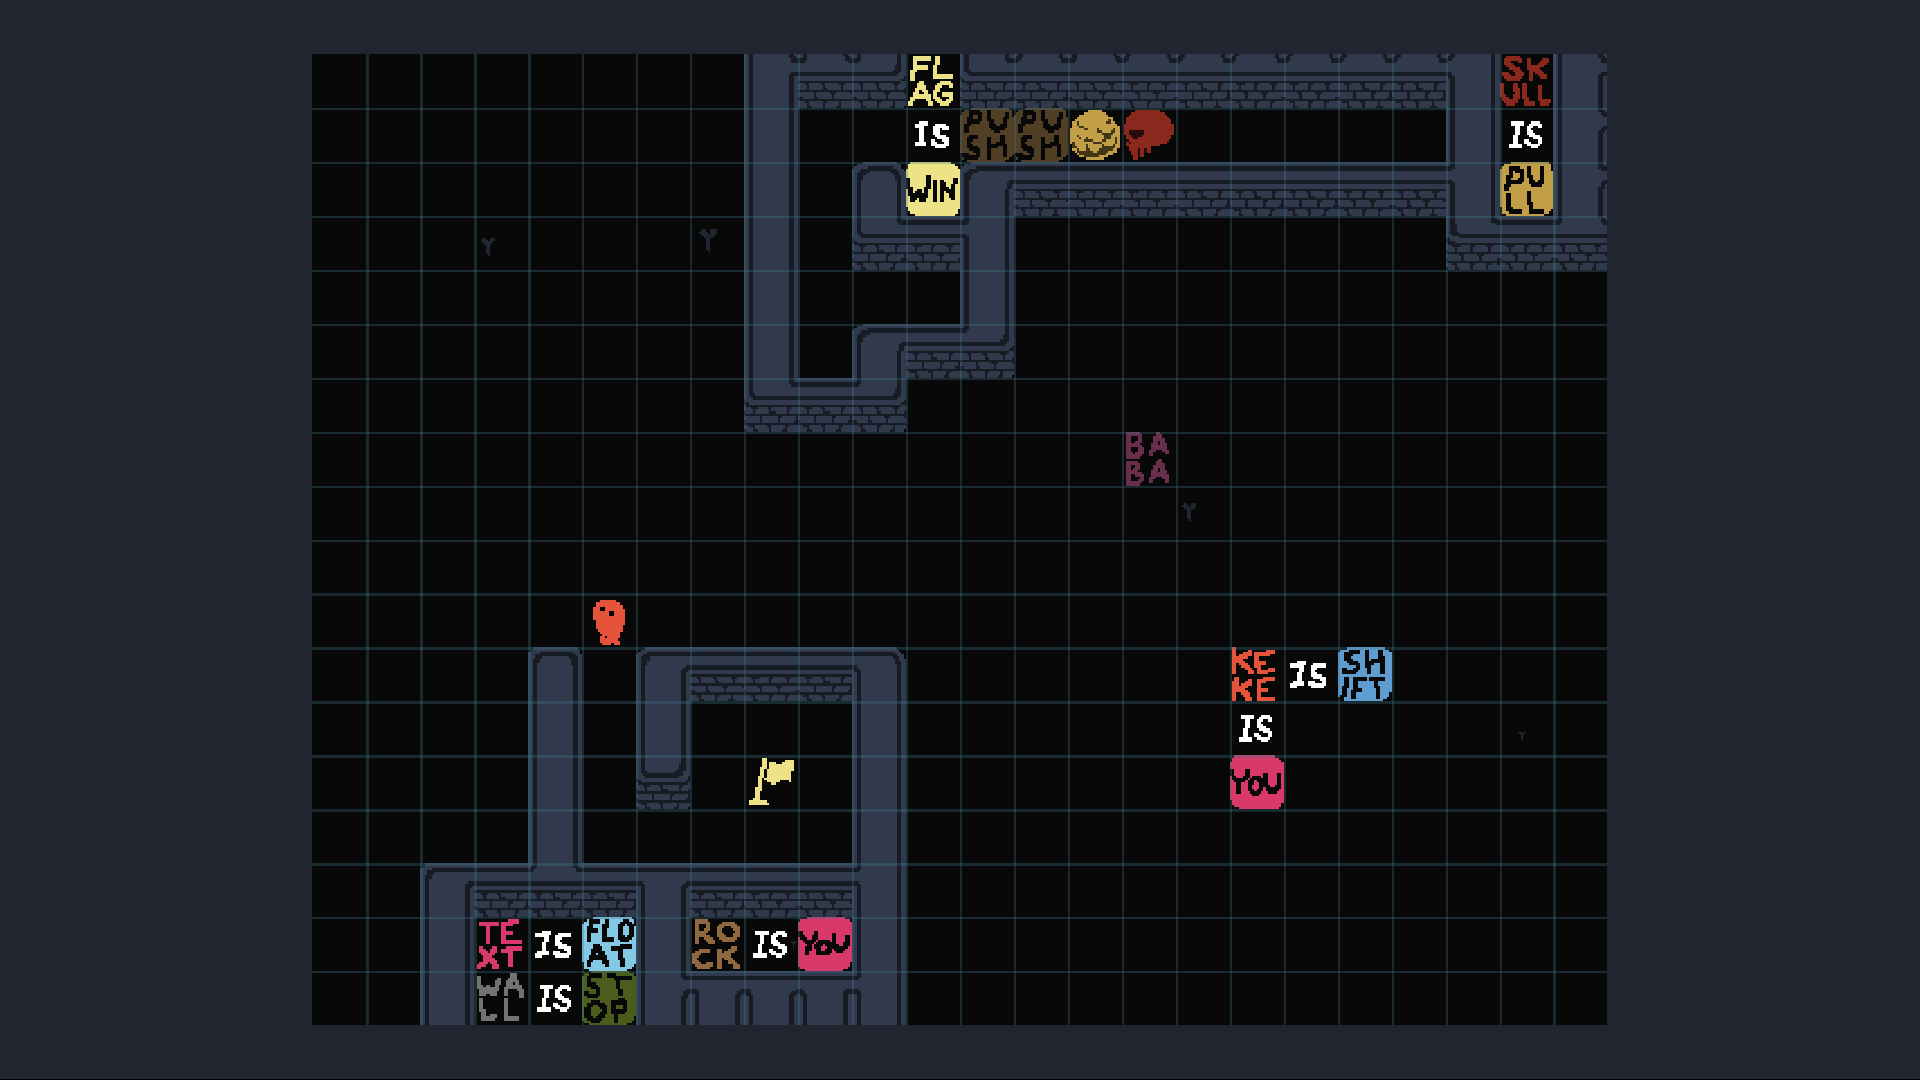 FLAG SKULL
IS PUSH PUSH IS
WIN PULL
BABA
KEKE IS SHIFT
IS
YOU
TEXT IS FLOAT ROCK IS YOU
WALL IS STOP